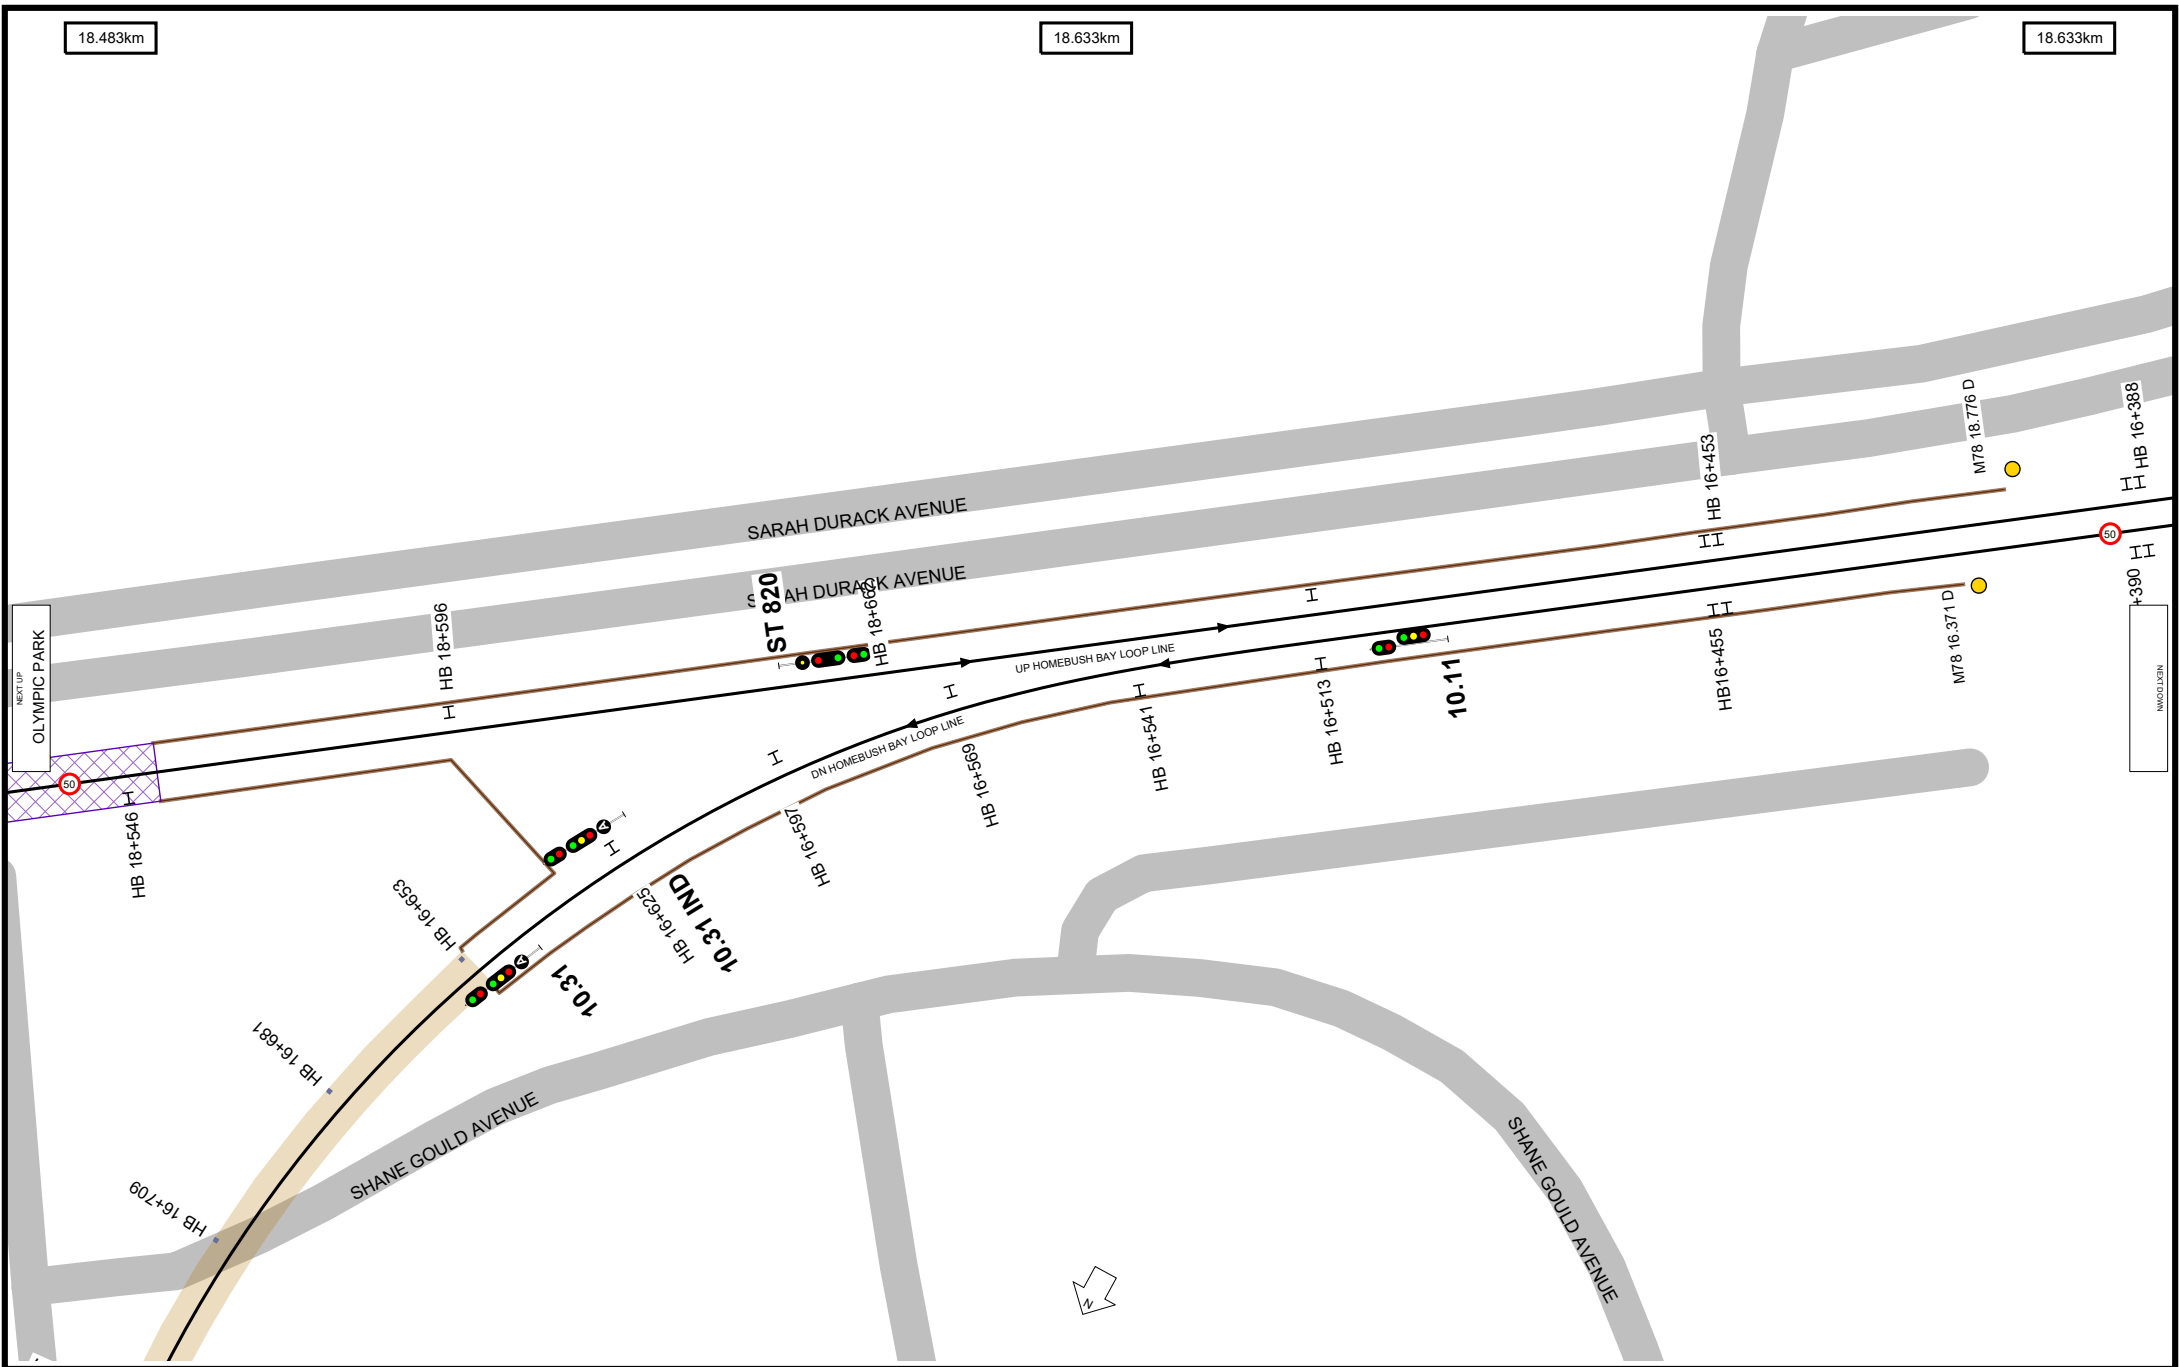 18.483km
18.633km
18.633km
M78 18.776 D
HB 16+388
HB 16+453
SARAH DURACK AVENUE
SARAH DURACK AVENUE
ST 820
HB 18+662
HB 18+596
NEXT UP
OLYMPIC PARK
50
50
UP HOMEBUSH BAY LOOP LINE
DN HOMEBUSH BAY LOOP LINE
+390
NEXT DOWN
M78 16.371 D
HB16+455
10.11
HB 16+513
HB 16+541
HB 16+569
HB 16+597
HB 18+546
A
10.31 IND
HB 16+625
HB 16+653
A
10.31
HB 16+681
HB 16+709
SHANE GOULD AVENUE
SHANE GOULD AVENUE
N